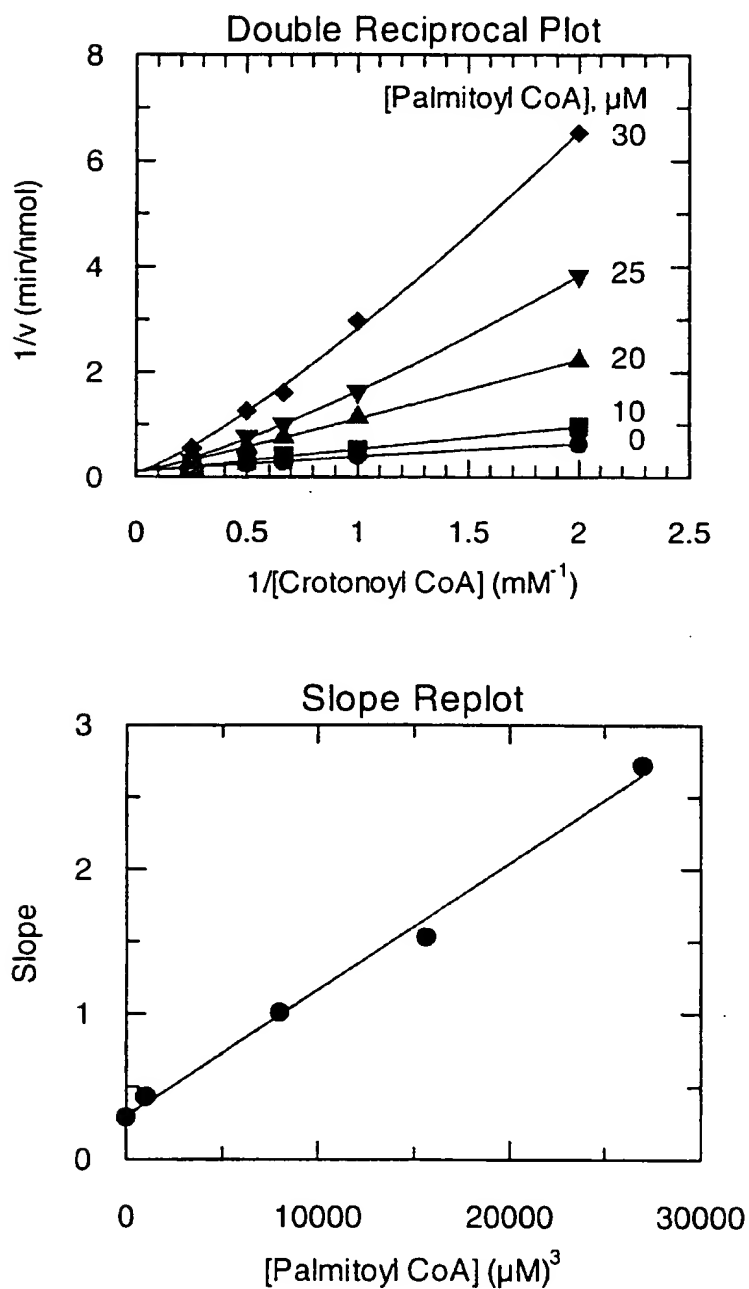 Double Reciprocal Plot
8
6
4
2
0
1/v (min/nmol)
[Palmitoyl CoA], µM
30
25
20
10
0
0 0.5 1 1.5 2 2.5
1/[Crotonoyl CoA] (mM⁻¹)
Slope Replot
3
2
1
0
Slope
0 10000 20000 30000
[Palmitoyl CoA] (µM)³